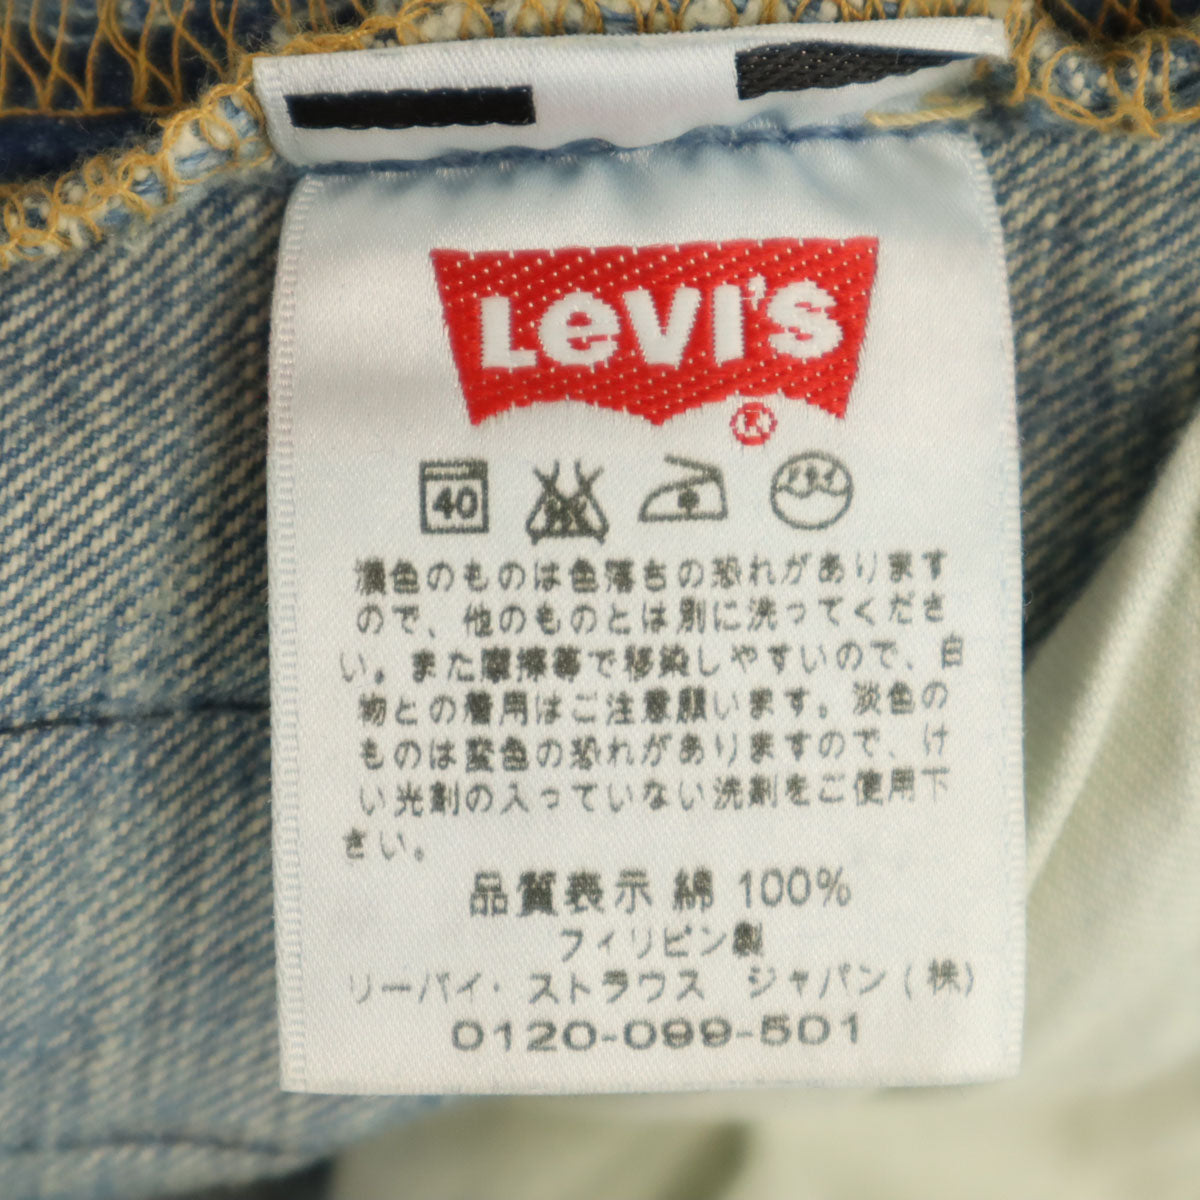 LEVI'S
R
40
中 ドライ
濃色のものは色落ちの恐れがあります
ので、他のものとは別に洗ってくださ
い。また摩擦等で移染しやすいので、白
物との着用はご注意願います。淡色の
ものは変色の恐れがありますので、け
い光剤の入っていない洗剤をご使用下
さい。
品質表示 綿 100%
フィリピン製
リーバイ・ストラウス ジャパン(株)
0120-099-501